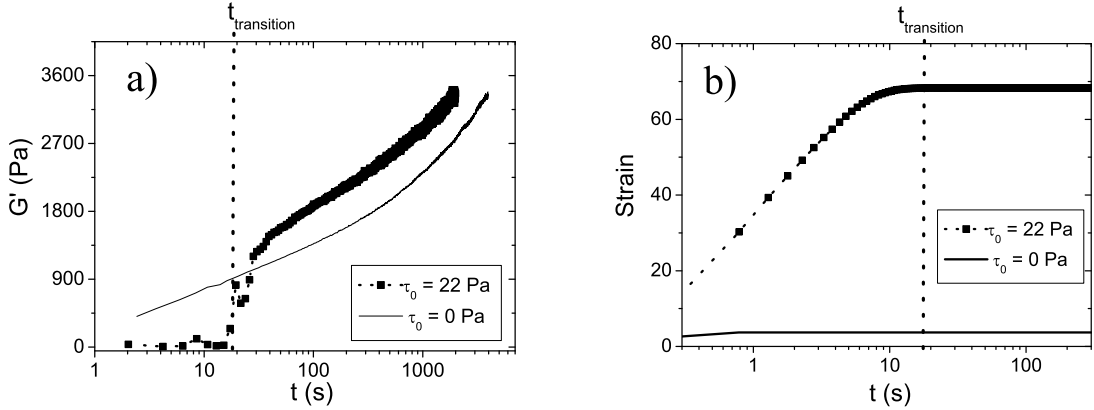 t_transition
a)
3600
2700
1800
900
0
G' (Pa)
τ₀ = 22 Pa
τ₀ = 0 Pa
1 10 100 1000
t (s)
t_transition
b)
80
60
40
20
0
Strain
τ₀ = 22 Pa
τ₀ = 0 Pa
1 10 100
t (s)